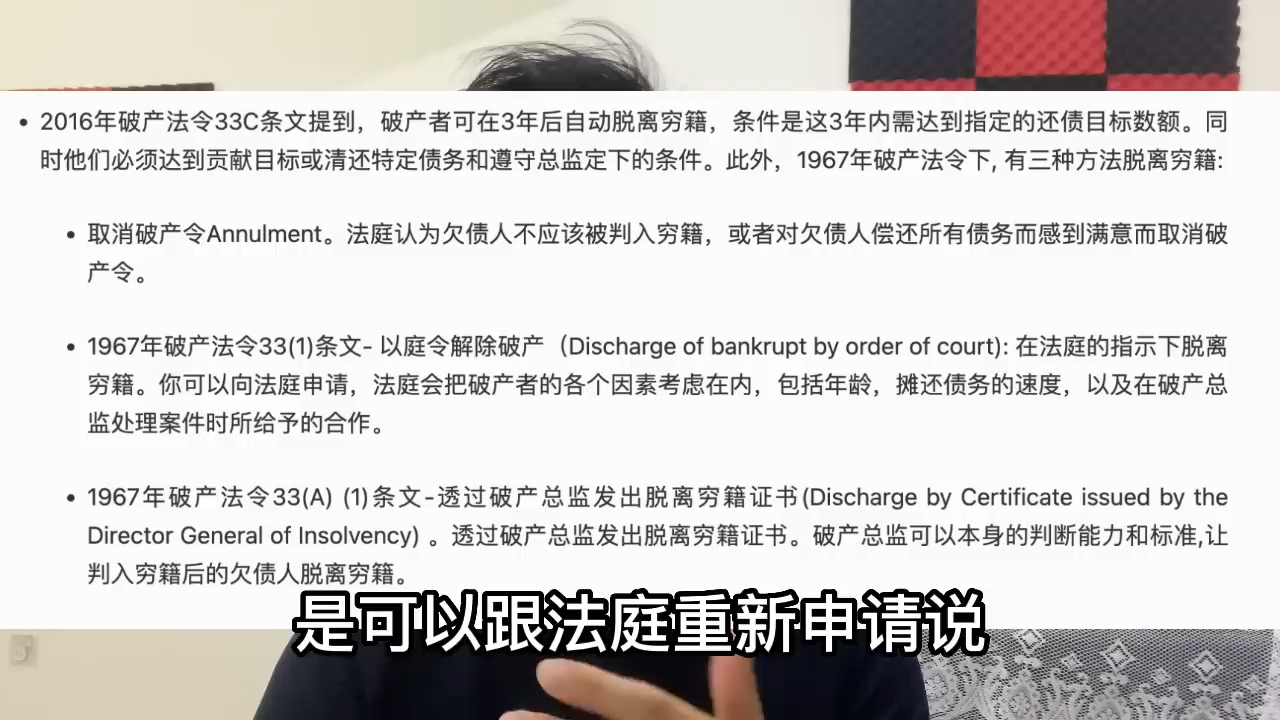 • 2016年破产法令33C条文提到，破产者可在3年后自动脱离穷籍，条件是这3年内需达到指定的还债目标数额。同
时他们必须达到贡献目标或清还特定债务和遵守总监定下的条件。此外，1967年破产法令下, 有三种方法脱离穷籍:
• 取消破产令Annulment。法庭认为欠债人不应该被判入穷籍，或者对欠债人偿还所有债务而感到满意而取消破
产令。
• 1967年破产法令33(1)条文- 以庭令解除破产（Discharge of bankrupt by order of court): 在法庭的指示下脱离
穷籍。你可以向法庭申请，法庭会把破产者的各个因素考虑在内，包括年龄，摊还债务的速度，以及在破产总
监处理案件时所给予的合作。
• 1967年破产法令33(A) (1)条文-透过破产总监发出脱离穷籍证书(Discharge by Certificate issued by the
Director General of Insolvency) 。透过破产总监发出脱离穷籍证书。破产总监可以本身的判断能力和标准,让
判入穷籍后的欠债人脱离穷籍。
是可以跟法庭重新申请说